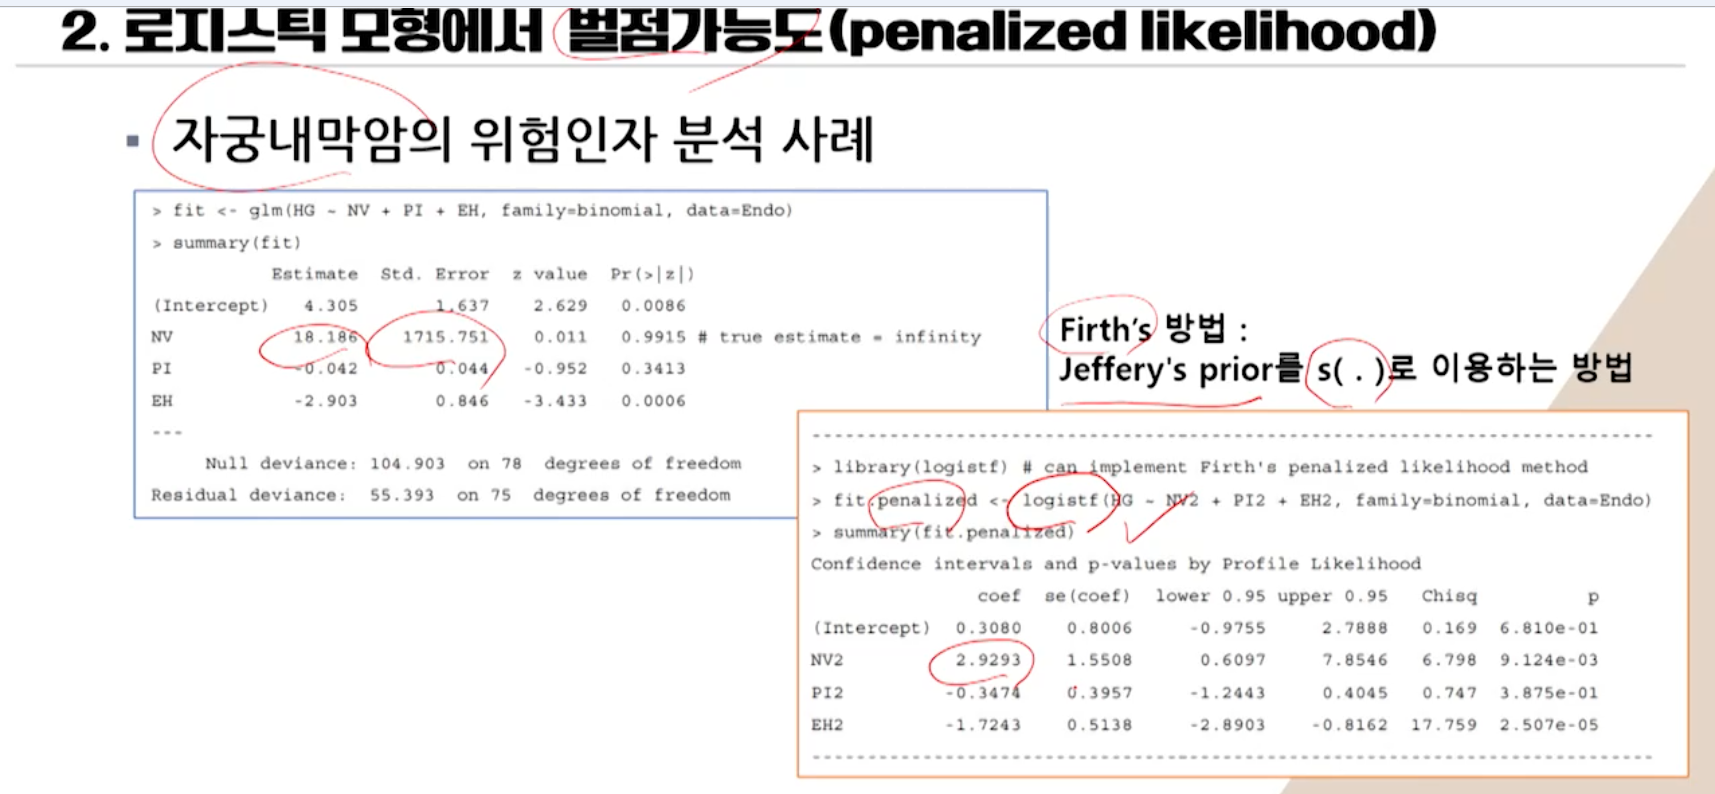 2. 로지스틱 모형에서 벌점가능도(penalized likelihood)
자궁내막암의 위험인자 분석 사례
> fit <- glm(HG ~ NV + PI + EH, family=binomial, data=Endo)
> summary(fit)
Estimate Std. Error z value Pr(>|z|)
(Intercept) 4.305 1.637 2.629 0.0086
NV 18.186 1715.751 0.011 0.9915 # true estimate = infinity
PI -0.042 0.044 -0.952 0.3413
EH -2.903 0.846 -3.433 0.0006
---
Null deviance: 104.903 on 78 degrees of freedom
Residual deviance: 55.393 on 75 degrees of freedom
Firth's 방법 :
Jeffery's prior를 s( . )로 이용하는 방법
--------------------------------------------------------------------------
> library(logistf) # can implement Firth's penalized likelihood method
> fit.penalized <- logistf(HG ~ NV2 + PI2 + EH2, family=binomial, data=Endo)
> summary(fit.penalized)
Confidence intervals and p-values by Profile Likelihood
coef se(coef) lower 0.95 upper 0.95 Chisq p
(Intercept) 0.3080 0.8006 -0.9755 2.7888 0.169 6.810e-01
NV2 2.9293 1.5508 0.6097 7.8546 6.798 9.124e-03
PI2 -0.3474 0.3957 -1.2443 0.4045 0.747 3.875e-01
EH2 -1.7243 0.5138 -2.8903 -0.8162 17.759 2.507e-05
--------------------------------------------------------------------------